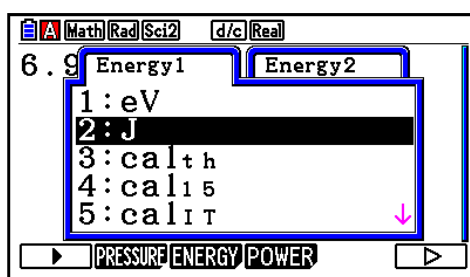 A Math Rad Sci2 d/c Real
6.9
Energy1 Energy2
1:eV
2:J
3:calth
4:cal15
5:calIT
PRESSURE ENERGY POWER